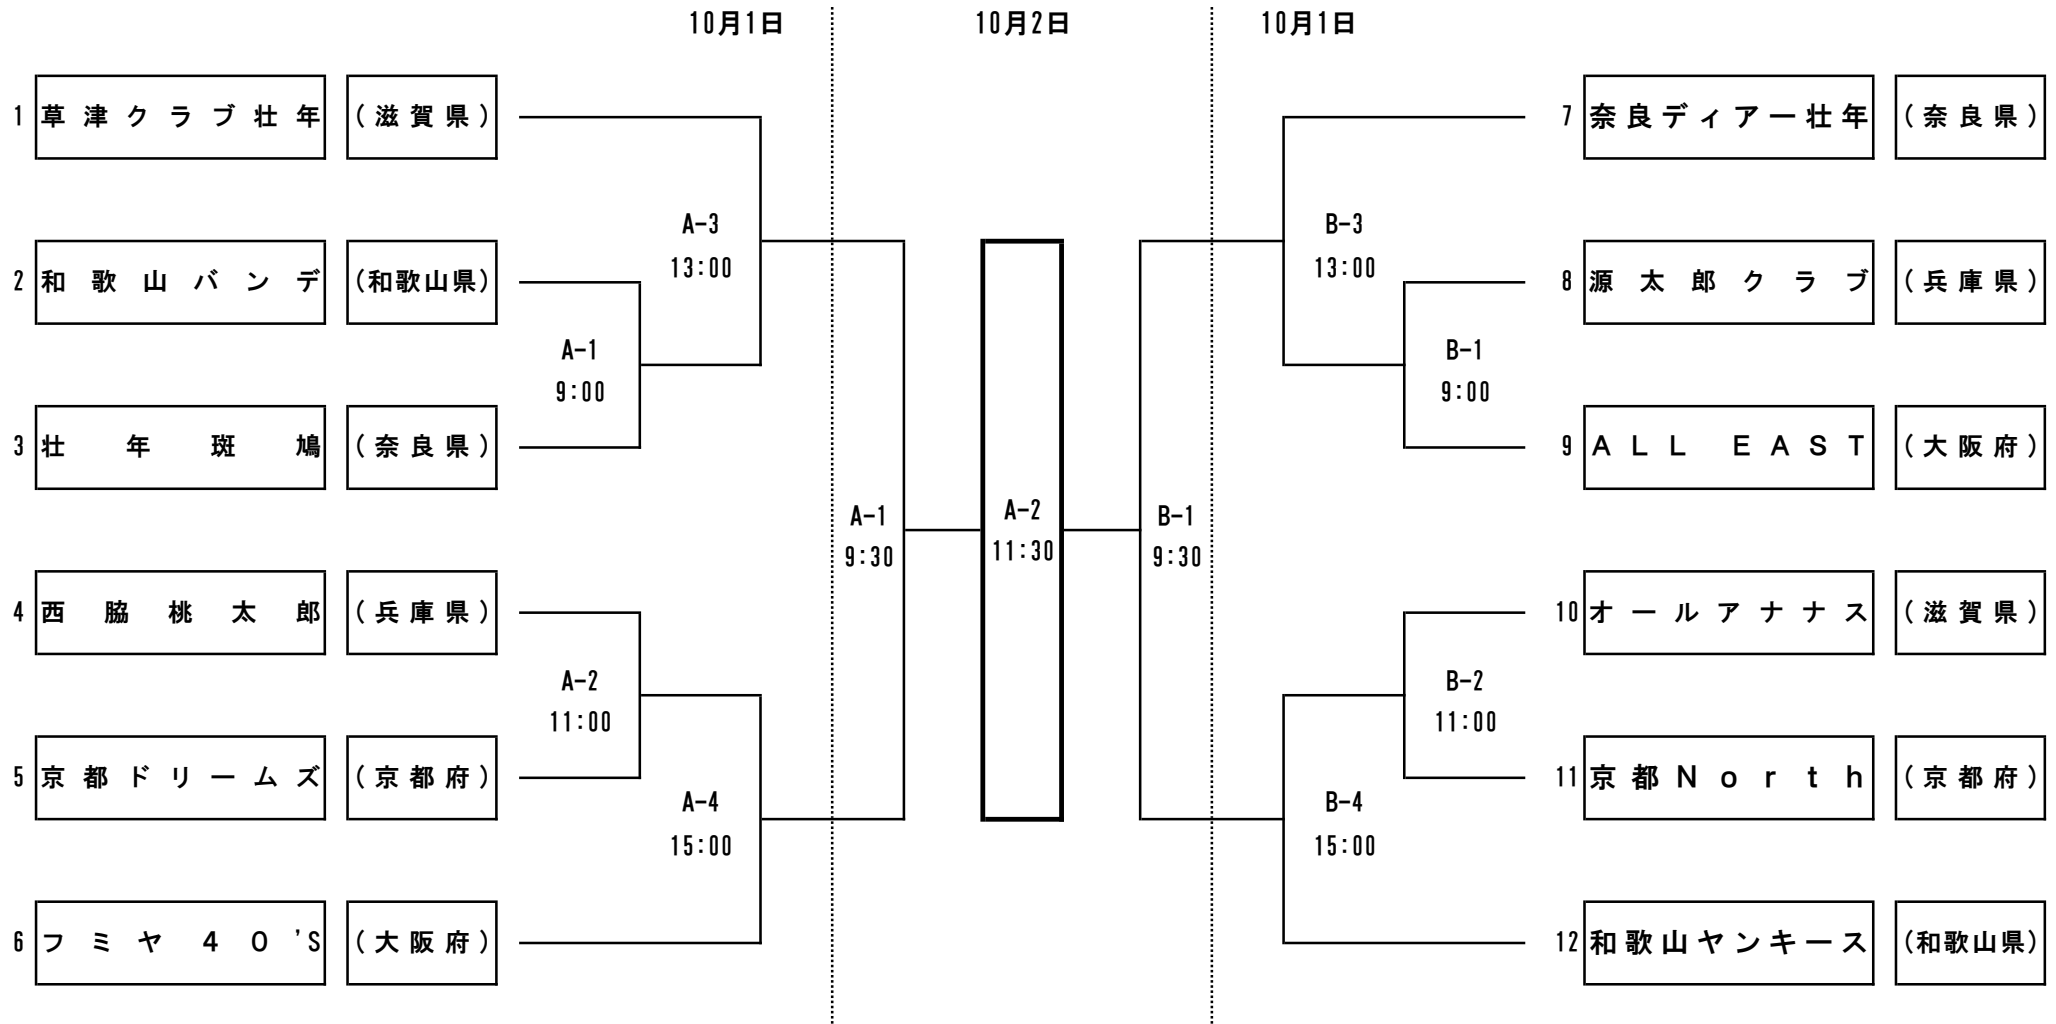 10月1日 10月2日 10月1日
1 草津クラブ壮年 (滋賀県)
7 奈良ディアー壮年 (奈良県)
A-3
13:00
B-3
13:00
2 和歌山バンデ (和歌山県)
8 源太郎クラブ (兵庫県)
A-1
9:00
B-1
9:00
3 壮年斑鳩 (奈良県)
9 ALL EAST (大阪府)
A-1
9:30
A-2
11:30
B-1
9:30
4 西脇桃太郎 (兵庫県)
10 オールアナナス (滋賀県)
A-2
11:00
B-2
11:00
5 京都ドリームズ (京都府)
11 京都North (京都府)
A-4
15:00
B-4
15:00
6 フミヤ40'S (大阪府)
12 和歌山ヤンキース (和歌山県)